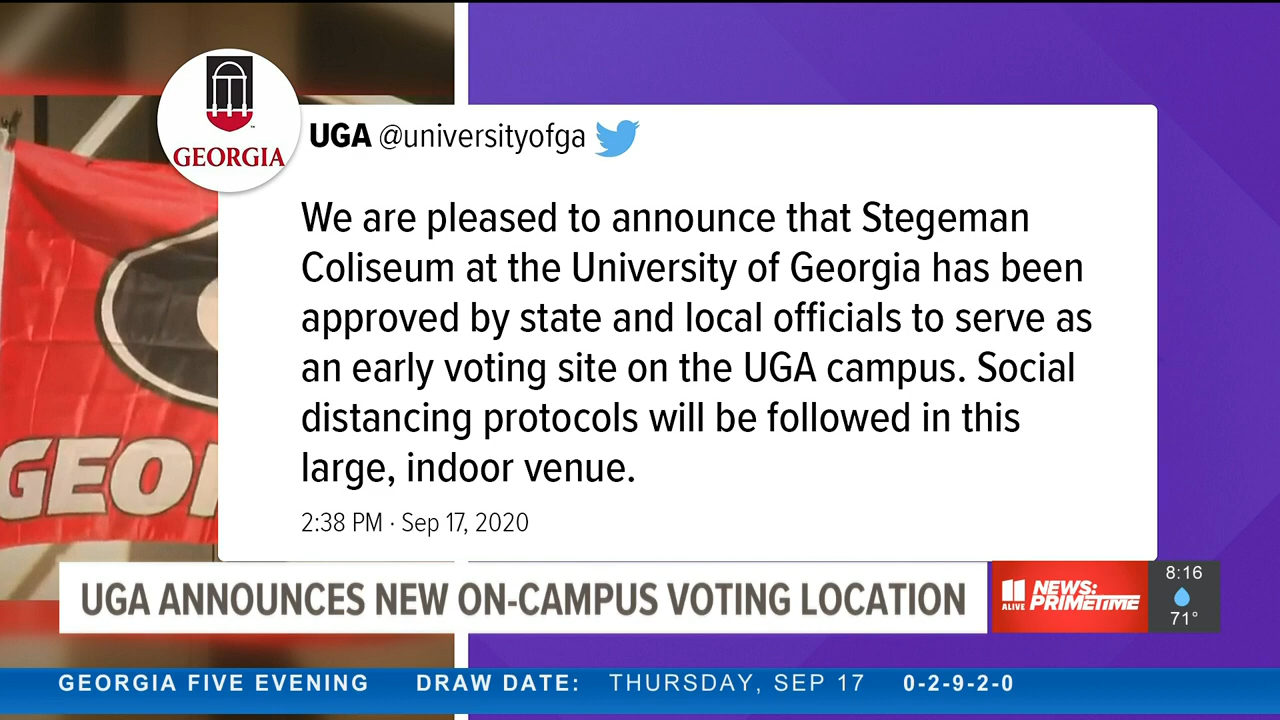 GEORGIA
UGA @universityofga
We are pleased to announce that Stegeman
Coliseum at the University of Georgia has been
approved by state and local officials to serve as
an early voting site on the UGA campus. Social
distancing protocols will be followed in this
large, indoor venue.
2:38 PM · Sep 17, 2020
GEO
UGA ANNOUNCES NEW ON-CAMPUS VOTING LOCATION
11 ALIVE
NEWS:
PRIMETIME
8:16
71°
GEORGIA FIVE EVENING DRAW DATE: THURSDAY, SEP 17 0-2-9-2-0